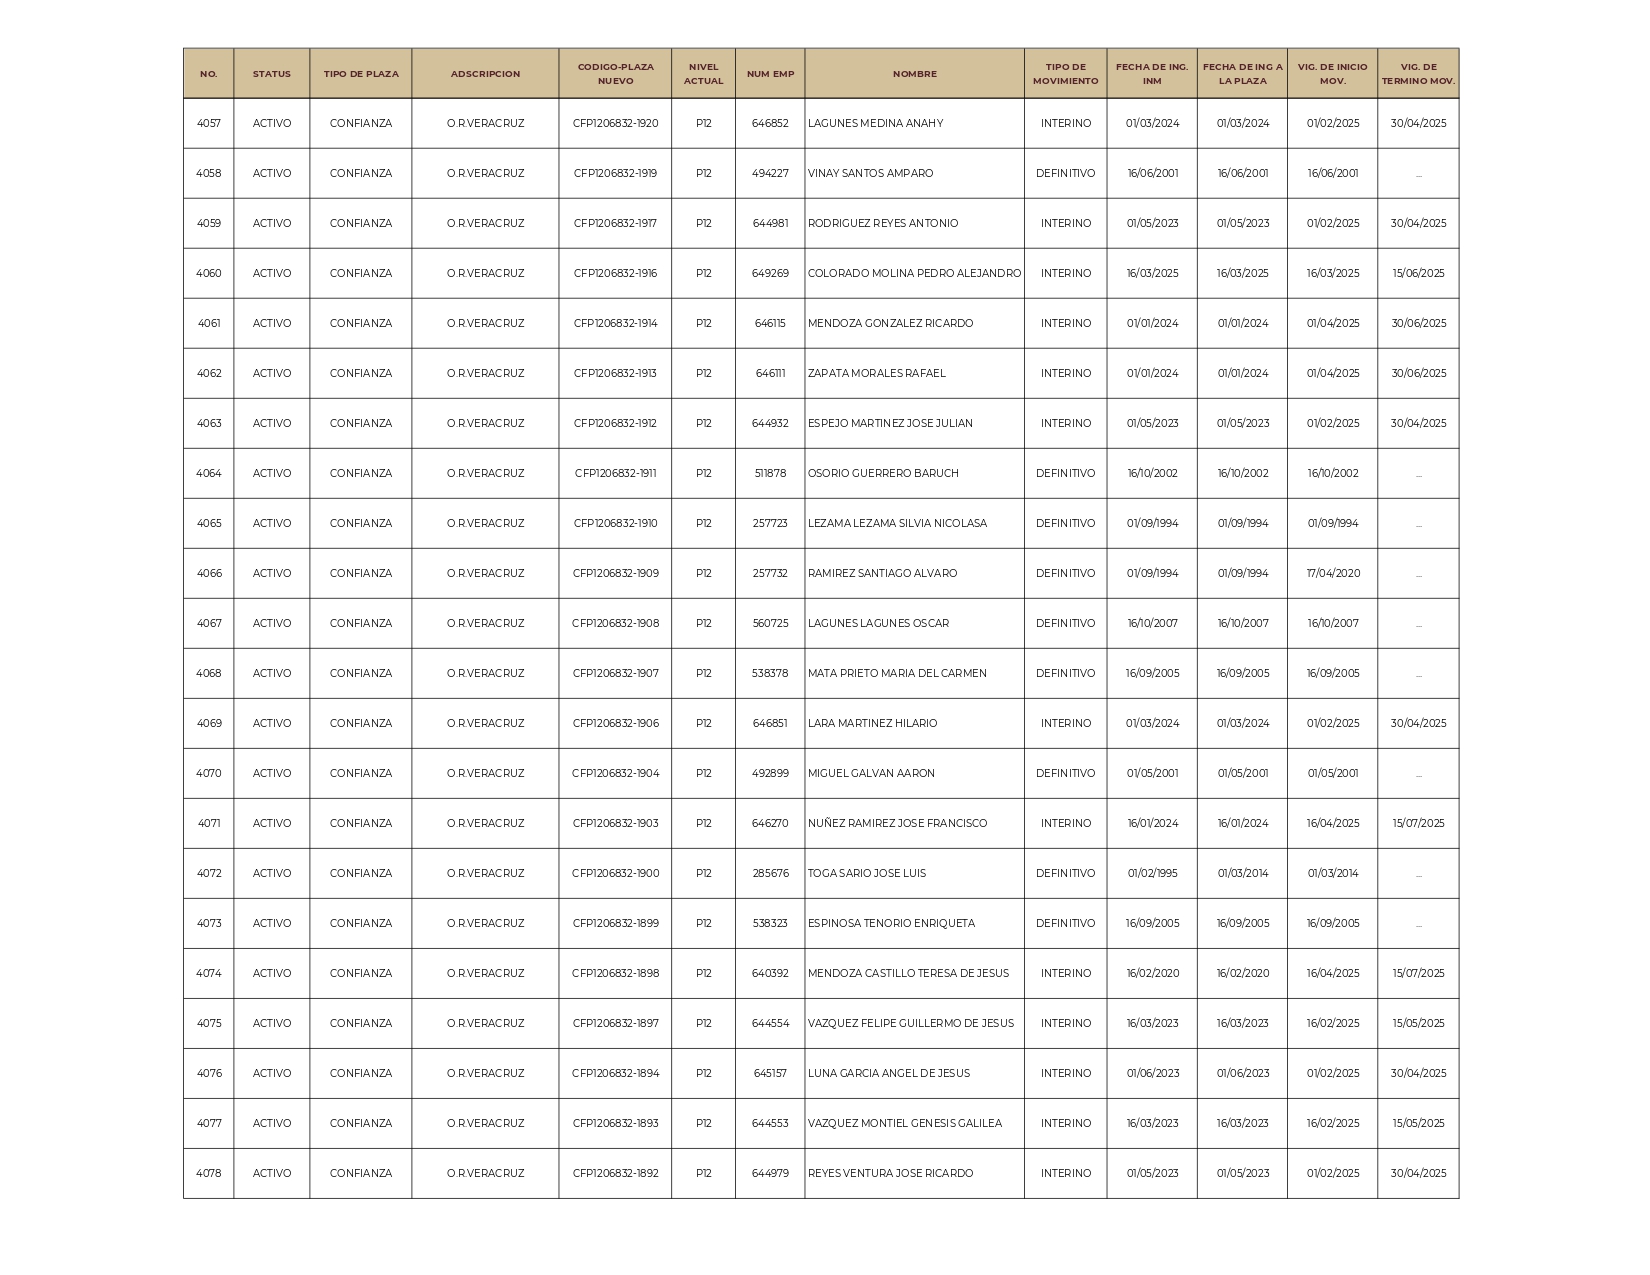 NO. STATUS TIPO DE PLAZA ADSCRIPCION CODIGO-PLAZA NUEVO NIVEL ACTUAL NUM EMP NOMBRE TIPO DE MOVIMIENTO FECHA DE ING. INM FECHA DE ING A LA PLAZA VIG. DE INICIO MOV. VIG. DE TERMINO MOV.
4057 ACTIVO CONFIANZA O.R.VERACRUZ CFP1206832-1920 P12 646852 LAGUNES MEDINA ANAHY INTERINO 01/03/2024 01/03/2024 01/02/2025 30/04/2025
4058 ACTIVO CONFIANZA O.R.VERACRUZ CFP1206832-1919 P12 494227 VINAY SANTOS AMPARO DEFINITIVO 16/06/2001 16/06/2001 16/06/2001 ...
4059 ACTIVO CONFIANZA O.R.VERACRUZ CFP1206832-1917 P12 644981 RODRIGUEZ REYES ANTONIO INTERINO 01/05/2023 01/05/2023 01/02/2025 30/04/2025
4060 ACTIVO CONFIANZA O.R.VERACRUZ CFP1206832-1916 P12 649269 COLORADO MOLINA PEDRO ALEJANDRO INTERINO 16/03/2025 16/03/2025 16/03/2025 15/06/2025
4061 ACTIVO CONFIANZA O.R.VERACRUZ CFP1206832-1914 P12 646115 MENDOZA GONZALEZ RICARDO INTERINO 01/01/2024 01/01/2024 01/04/2025 30/06/2025
4062 ACTIVO CONFIANZA O.R.VERACRUZ CFP1206832-1913 P12 646111 ZAPATA MORALES RAFAEL INTERINO 01/01/2024 01/01/2024 01/04/2025 30/06/2025
4063 ACTIVO CONFIANZA O.R.VERACRUZ CFP1206832-1912 P12 644932 ESPEJO MARTINEZ JOSE JULIAN INTERINO 01/05/2023 01/05/2023 01/02/2025 30/04/2025
4064 ACTIVO CONFIANZA O.R.VERACRUZ CFP1206832-1911 P12 511878 OSORIO GUERRERO BARUCH DEFINITIVO 16/10/2002 16/10/2002 16/10/2002 ...
4065 ACTIVO CONFIANZA O.R.VERACRUZ CFP1206832-1910 P12 257723 LEZAMA LEZAMA SILVIA NICOLASA DEFINITIVO 01/09/1994 01/09/1994 01/09/1994 ...
4066 ACTIVO CONFIANZA O.R.VERACRUZ CFP1206832-1909 P12 257732 RAMIREZ SANTIAGO ALVARO DEFINITIVO 01/09/1994 01/09/1994 17/04/2020 ...
4067 ACTIVO CONFIANZA O.R.VERACRUZ CFP1206832-1908 P12 560725 LAGUNES LAGUNES OSCAR DEFINITIVO 16/10/2007 16/10/2007 16/10/2007 ...
4068 ACTIVO CONFIANZA O.R.VERACRUZ CFP1206832-1907 P12 538378 MATA PRIETO MARIA DEL CARMEN DEFINITIVO 16/09/2005 16/09/2005 16/09/2005 ...
4069 ACTIVO CONFIANZA O.R.VERACRUZ CFP1206832-1906 P12 646851 LARA MARTINEZ HILARIO INTERINO 01/03/2024 01/03/2024 01/02/2025 30/04/2025
4070 ACTIVO CONFIANZA O.R.VERACRUZ CFP1206832-1904 P12 492899 MIGUEL GALVAN AARON DEFINITIVO 01/05/2001 01/05/2001 01/05/2001 ...
4071 ACTIVO CONFIANZA O.R.VERACRUZ CFP1206832-1903 P12 646270 NUÑEZ RAMIREZ JOSE FRANCISCO INTERINO 16/01/2024 16/01/2024 16/04/2025 15/07/2025
4072 ACTIVO CONFIANZA O.R.VERACRUZ CFP1206832-1900 P12 285676 TOGA SARIO JOSE LUIS DEFINITIVO 01/02/1995 01/03/2014 01/03/2014 ...
4073 ACTIVO CONFIANZA O.R.VERACRUZ CFP1206832-1899 P12 538323 ESPINOSA TENORIO ENRIQUETA DEFINITIVO 16/09/2005 16/09/2005 16/09/2005 ...
4074 ACTIVO CONFIANZA O.R.VERACRUZ CFP1206832-1898 P12 640392 MENDOZA CASTILLO TERESA DE JESUS INTERINO 16/02/2020 16/02/2020 16/04/2025 15/07/2025
4075 ACTIVO CONFIANZA O.R.VERACRUZ CFP1206832-1897 P12 644554 VAZQUEZ FELIPE GUILLERMO DE JESUS INTERINO 16/03/2023 16/03/2023 16/02/2025 15/05/2025
4076 ACTIVO CONFIANZA O.R.VERACRUZ CFP1206832-1894 P12 645157 LUNA GARCIA ANGEL DE JESUS INTERINO 01/06/2023 01/06/2023 01/02/2025 30/04/2025
4077 ACTIVO CONFIANZA O.R.VERACRUZ CFP1206832-1893 P12 644553 VAZQUEZ MONTIEL GENESIS GALILEA INTERINO 16/03/2023 16/03/2023 16/02/2025 15/05/2025
4078 ACTIVO CONFIANZA O.R.VERACRUZ CFP1206832-1892 P12 644979 REYES VENTURA JOSE RICARDO INTERINO 01/05/2023 01/05/2023 01/02/2025 30/04/2025